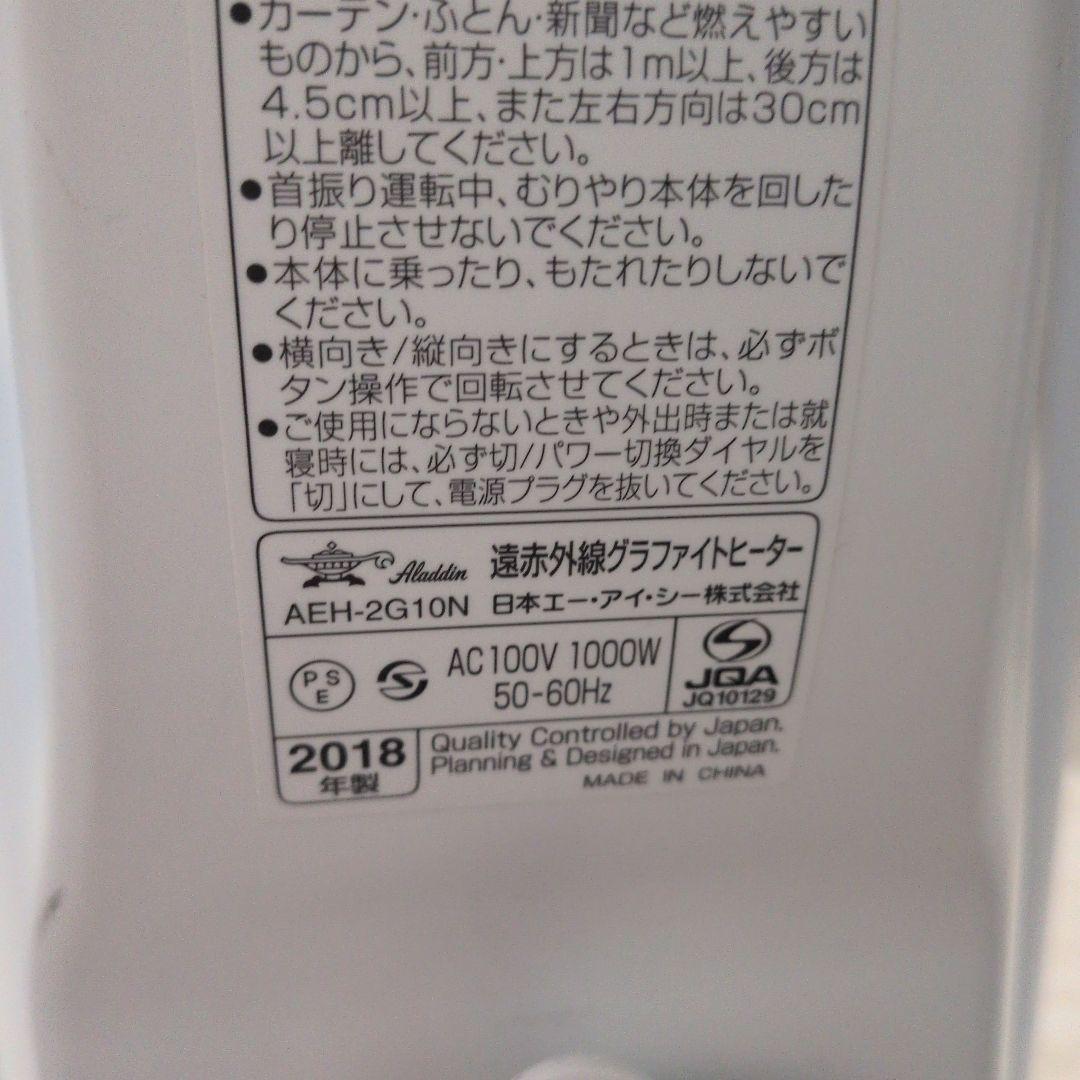 ●カーテン・ふとん・新聞など燃えやすい
ものから、前方・上方は1m以上、後方は
4.5cm以上、また左右方向は30cm
以上離してください。
●首振り運転中、むりやり本体を回した
り停止させないでください。
●本体に乗ったり、もたれたりしないで
ください。
●横向き/縦向きにするときは、必ずボ
タン操作で回転させてください。
●ご使用にならないときや外出時または就
寝時には、必ず切/パワー切換ダイヤルを
「切」にして、電源プラグを抜いてください。
Aladdin 遠赤外線グラファイトヒーター
AEH-2G10N 日本エー・アイ・シー株式会社
PSE AC100V 1000W
50-60Hz
JQA
JQ10129
2018
年製
Quality Controlled by Japan.
Planning & Designed in Japan.
MADE IN CHINA